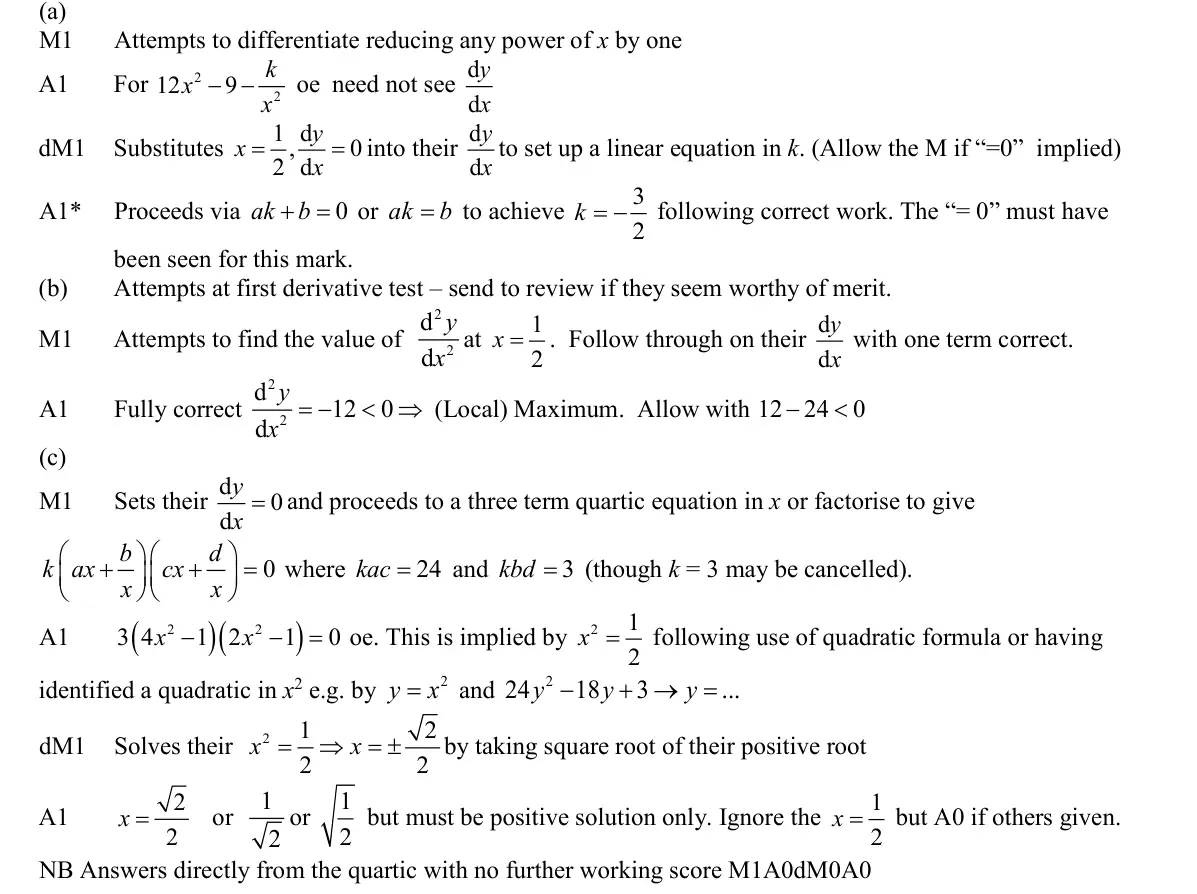 (a)
M1 Attempts to differentiate reducing any power of x by one
A1 For 12x² − 9 − k/x² oe need not see dy/dx
dM1 Substitutes x = 1/2, dy/dx = 0 into their dy/dx to set up a linear equation in k. (Allow the M if “=0” implied)
A1* Proceeds via ak + b = 0 or ak = b to achieve k = −3/2 following correct work. The “= 0” must have
been seen for this mark.
(b) Attempts at first derivative test – send to review if they seem worthy of merit.
M1 Attempts to find the value of d²y/dx² at x = 1/2. Follow through on their dy/dx with one term correct.
A1 Fully correct d²y/dx² = −12 < 0 ⇒ (Local) Maximum. Allow with 12 − 24 < 0
(c)
M1 Sets their dy/dx = 0 and proceeds to a three term quartic equation in x or factorise to give
k(ax + b/x)(cx + d/x) = 0 where kac = 24 and kbd = 3 (though k = 3 may be cancelled).
A1 3(4x² − 1)(2x² − 1) = 0 oe. This is implied by x² = 1/2 following use of quadratic formula or having
identified a quadratic in x² e.g. by y = x² and 24y² − 18y + 3 → y = ...
dM1 Solves their x² = 1/2 ⇒ x = ±√2/2 by taking square root of their positive root
A1 x = √2/2 or 1/√2 or √(1/2) but must be positive solution only. Ignore the x = 1/2 but A0 if others given.
NB Answers directly from the quartic with no further working score M1A0dM0A0